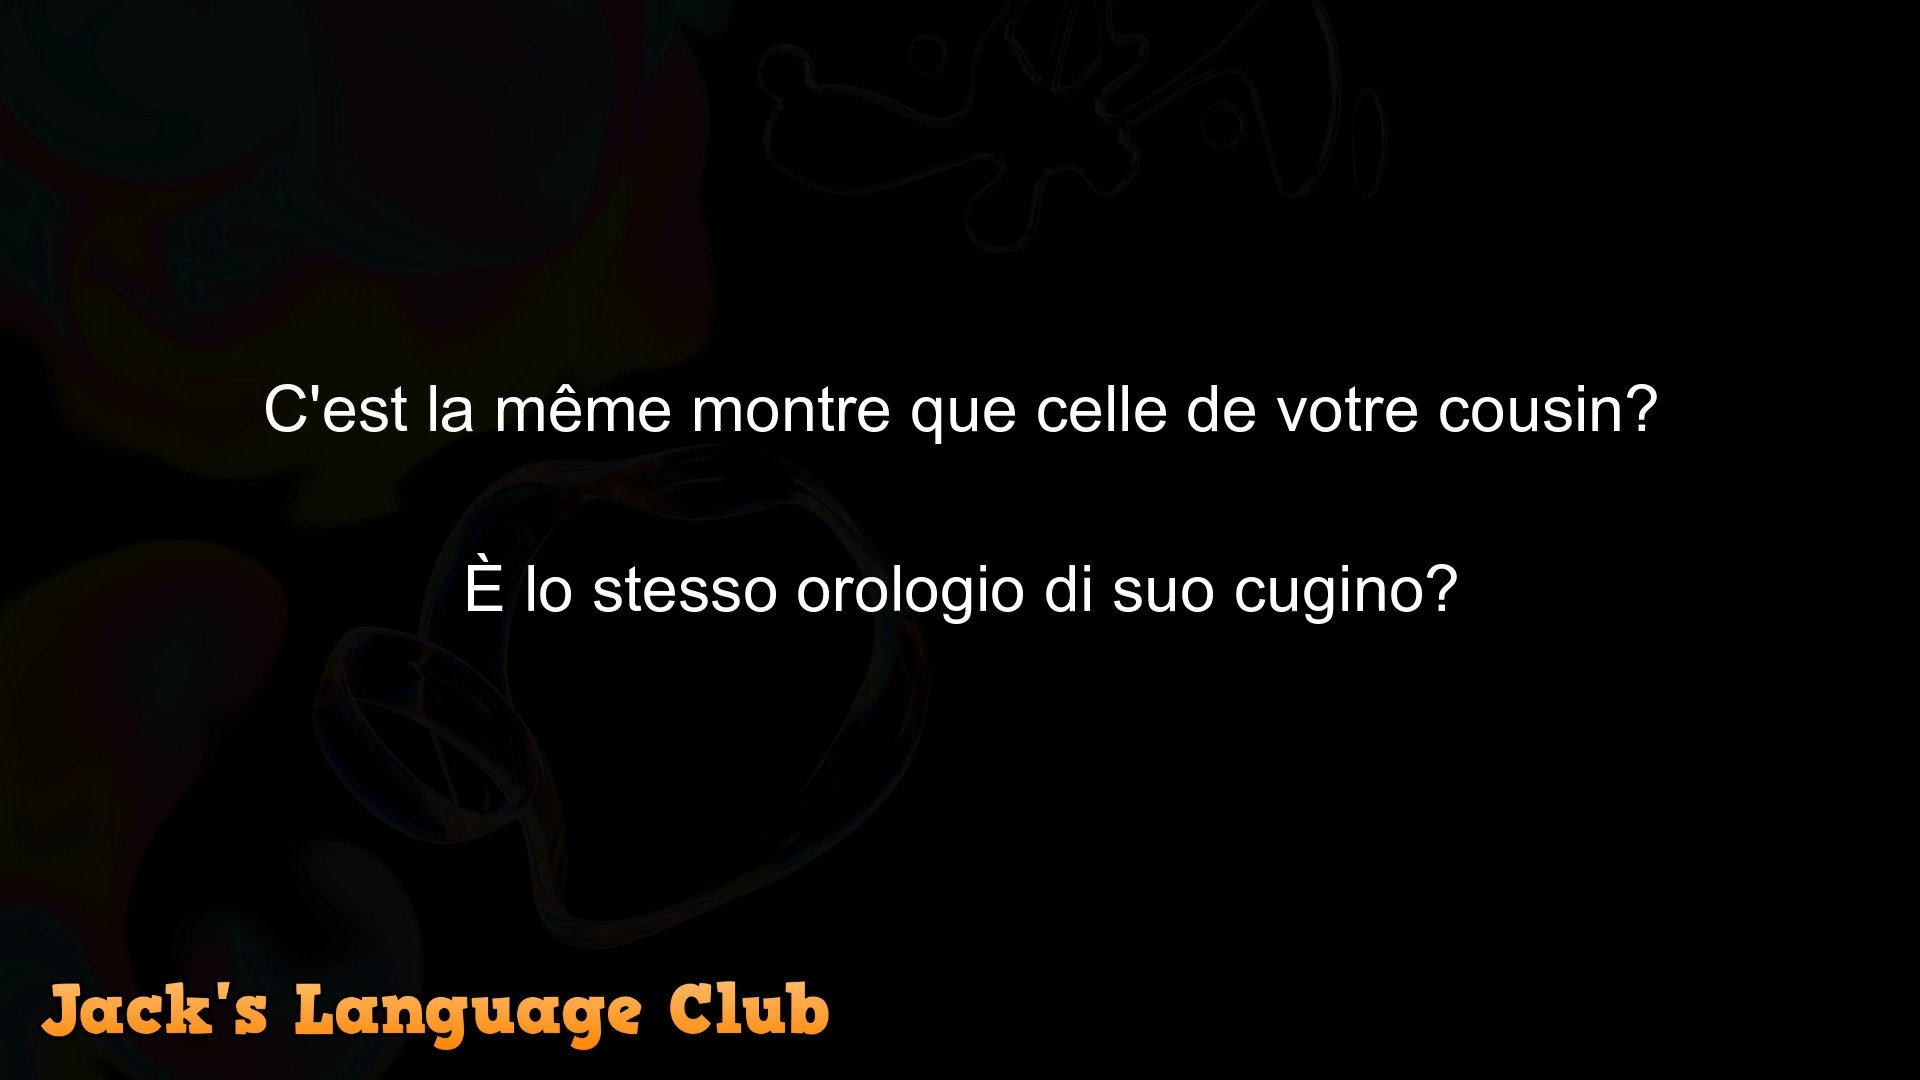 C'est la même montre que celle de votre cousin?
È lo stesso orologio di suo cugino?
Jack's Language Club